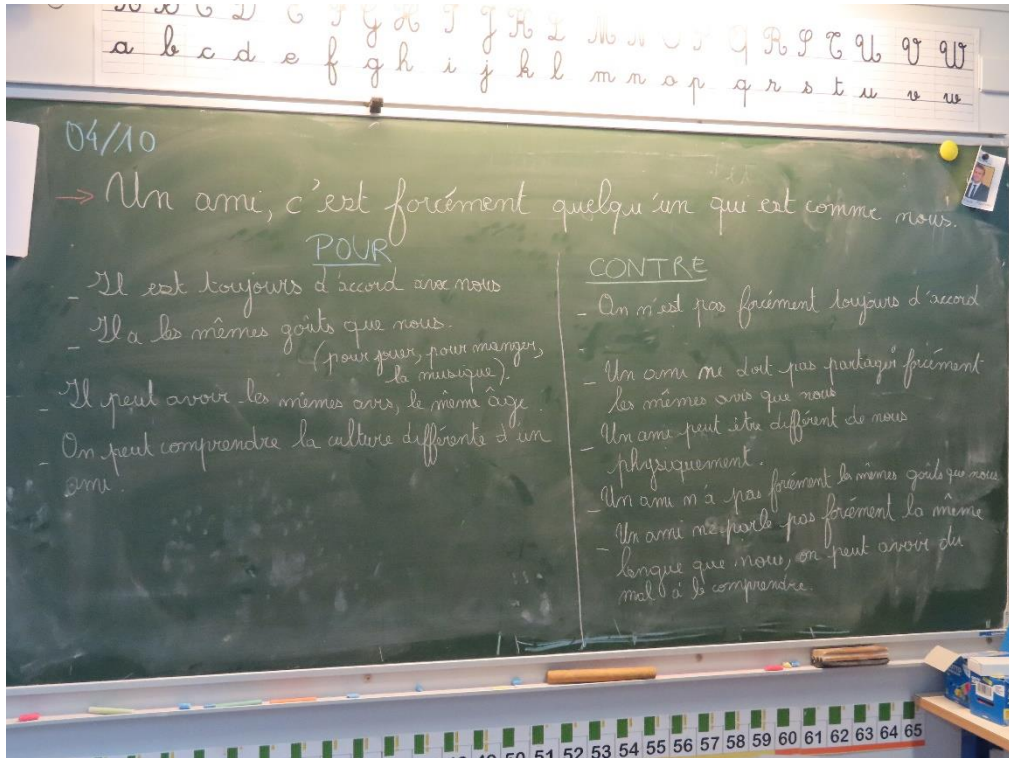 a b c d e f g h i j k l m n o p q r s t u v w
04/10
→ Un ami, c'est forcément quelqu'un qui est comme nous.
POUR
- Il est toujours d'accord avec nous
- Il a les mêmes goûts que nous.
(pour jouer, pour manger,
la musique).
- Il peut avoir les mêmes avis, le même âge.
- On peut comprendre la culture différente d'un
ami.
CONTRE
- On n'est pas forcément toujours d'accord
-
- Un ami ne doit pas partager forcément
les mêmes avis que nous
- Un ami peut être différent de nous
physiquement.
- Un ami n'a pas forcément les mêmes goûts que nous
- Un ami ne parle pas forcément la même
langue que nous, on peut avoir du
mal à le comprendre.
50 51 52 53 54 55 56 57 58 59 60 61 62 63 64 65